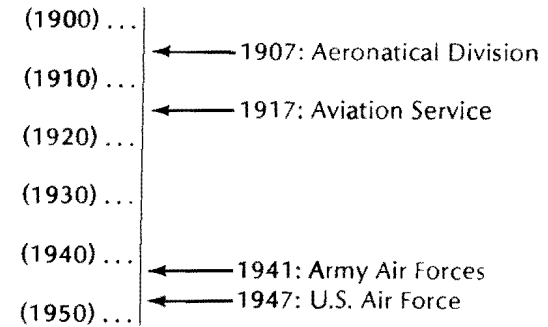 (1900) ...
1907: Aeronatical Division
(1910) ...
1917: Aviation Service
(1920) ...
(1930) ...
(1940) ...
1941: Army Air Forces
1947: U.S. Air Force
(1950) ...